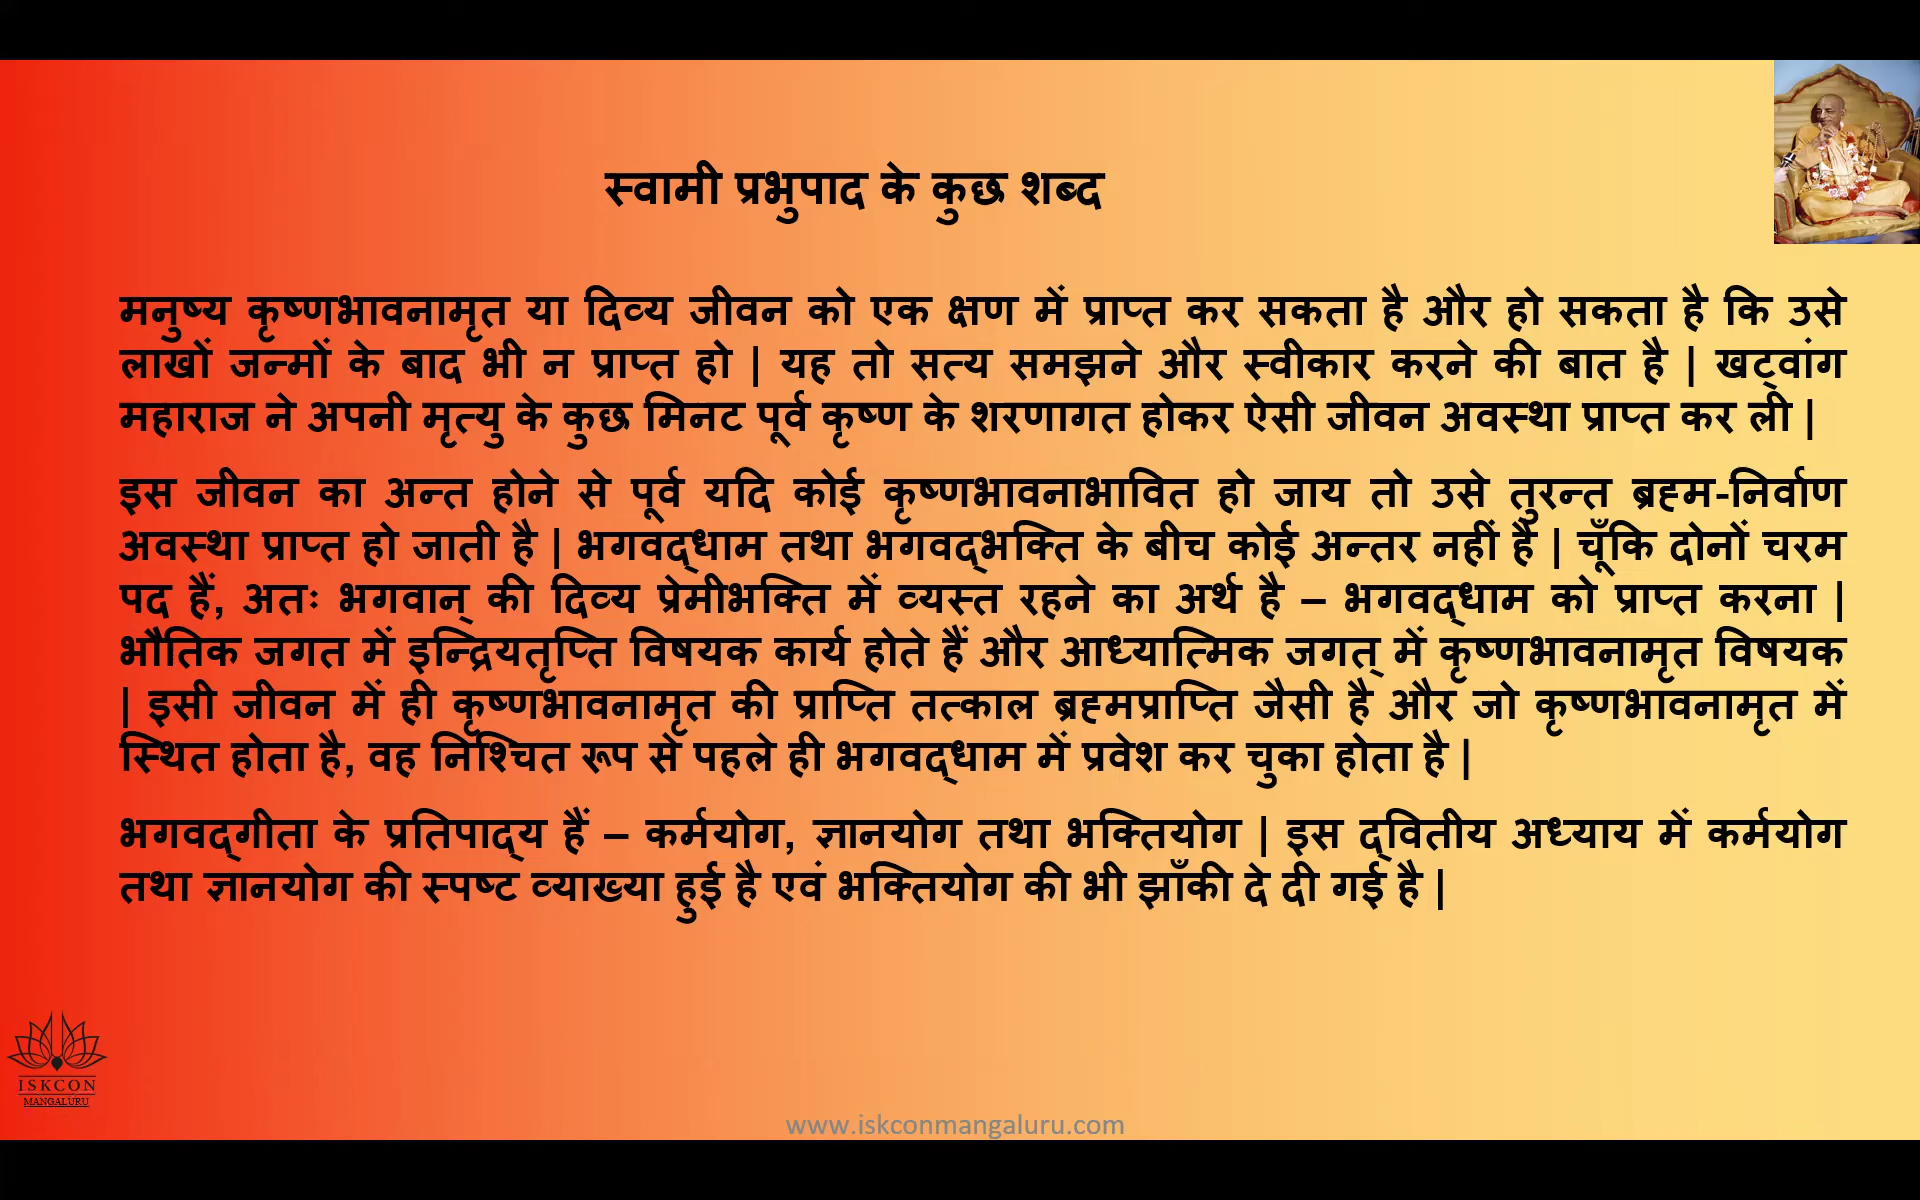 स्वामी प्रभुपाद के कुछ शब्द
मनुष्य कृष्णभावनामृत या दिव्य जीवन को एक क्षण में प्राप्त कर सकता है और हो सकता है कि उसे
लाखों जन्मों के बाद भी न प्राप्त हो | यह तो सत्य समझने और स्वीकार करने की बात है | खट्वांग
महाराज ने अपनी मृत्यु के कुछ मिनट पूर्व कृष्ण के शरणागत होकर ऐसी जीवन अवस्था प्राप्त कर ली |
इस जीवन का अन्त होने से पूर्व यदि कोई कृष्णभावनाभावित हो जाय तो उसे तुरन्त ब्रह्म-निर्वाण
अवस्था प्राप्त हो जाती है | भगवद्धाम तथा भगवद्भक्ति के बीच कोई अन्तर नहीं है | चूँकि दोनों चरम
पद हैं, अतः भगवान् की दिव्य प्रेमीभक्ति में व्यस्त रहने का अर्थ है – भगवद्धाम को प्राप्त करना |
भौतिक जगत में इन्द्रियतृप्ति विषयक कार्य होते हैं और आध्यात्मिक जगत् में कृष्णभावनामृत विषयक
| इसी जीवन में ही कृष्णभावनामृत की प्राप्ति तत्काल ब्रह्मप्राप्ति जैसी है और जो कृष्णभावनामृत में
स्थित होता है, वह निश्चित रूप से पहले ही भगवद्धाम में प्रवेश कर चुका होता है |
भगवद्गीता के प्रतिपाद्य हैं – कर्मयोग, ज्ञानयोग तथा भक्तियोग | इस द्वितीय अध्याय में कर्मयोग
तथा ज्ञानयोग की स्पष्ट व्याख्या हुई है एवं भक्तियोग की भी झाँकी दे दी गई है |
ISKCON
MANGALURU
www.iskconmangaluru.com